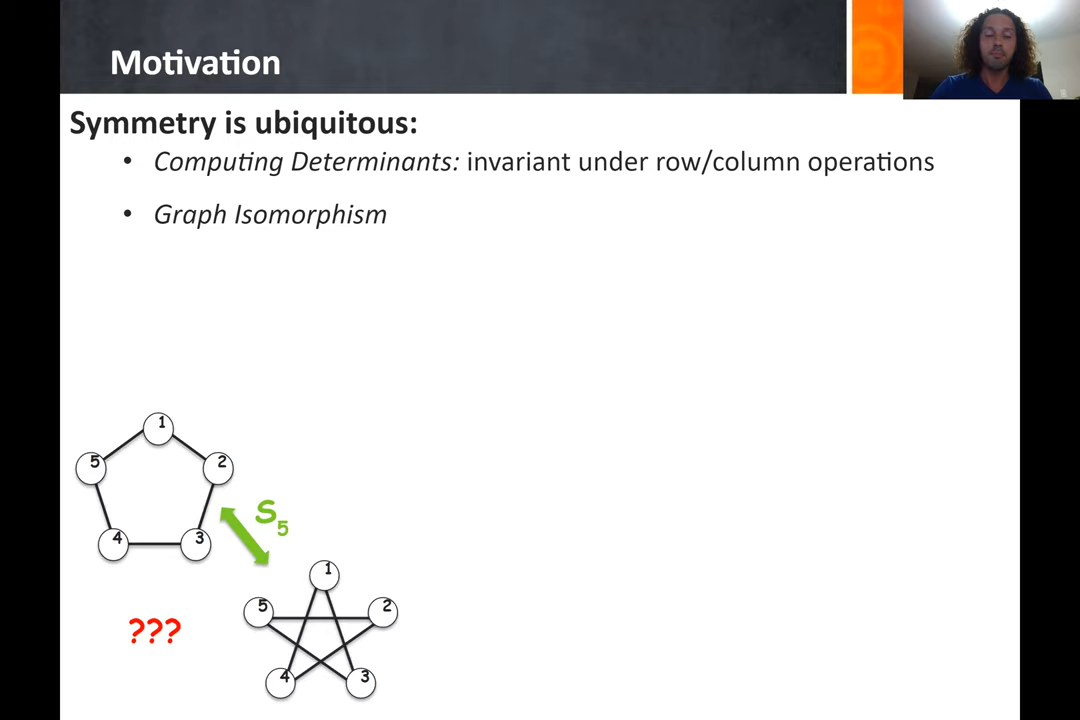 Motivation
Symmetry is ubiquitous:
• Computing Determinants: invariant under row/column operations
• Graph Isomorphism
1
5 2
4 3
S5
1
5 2
???
4 3